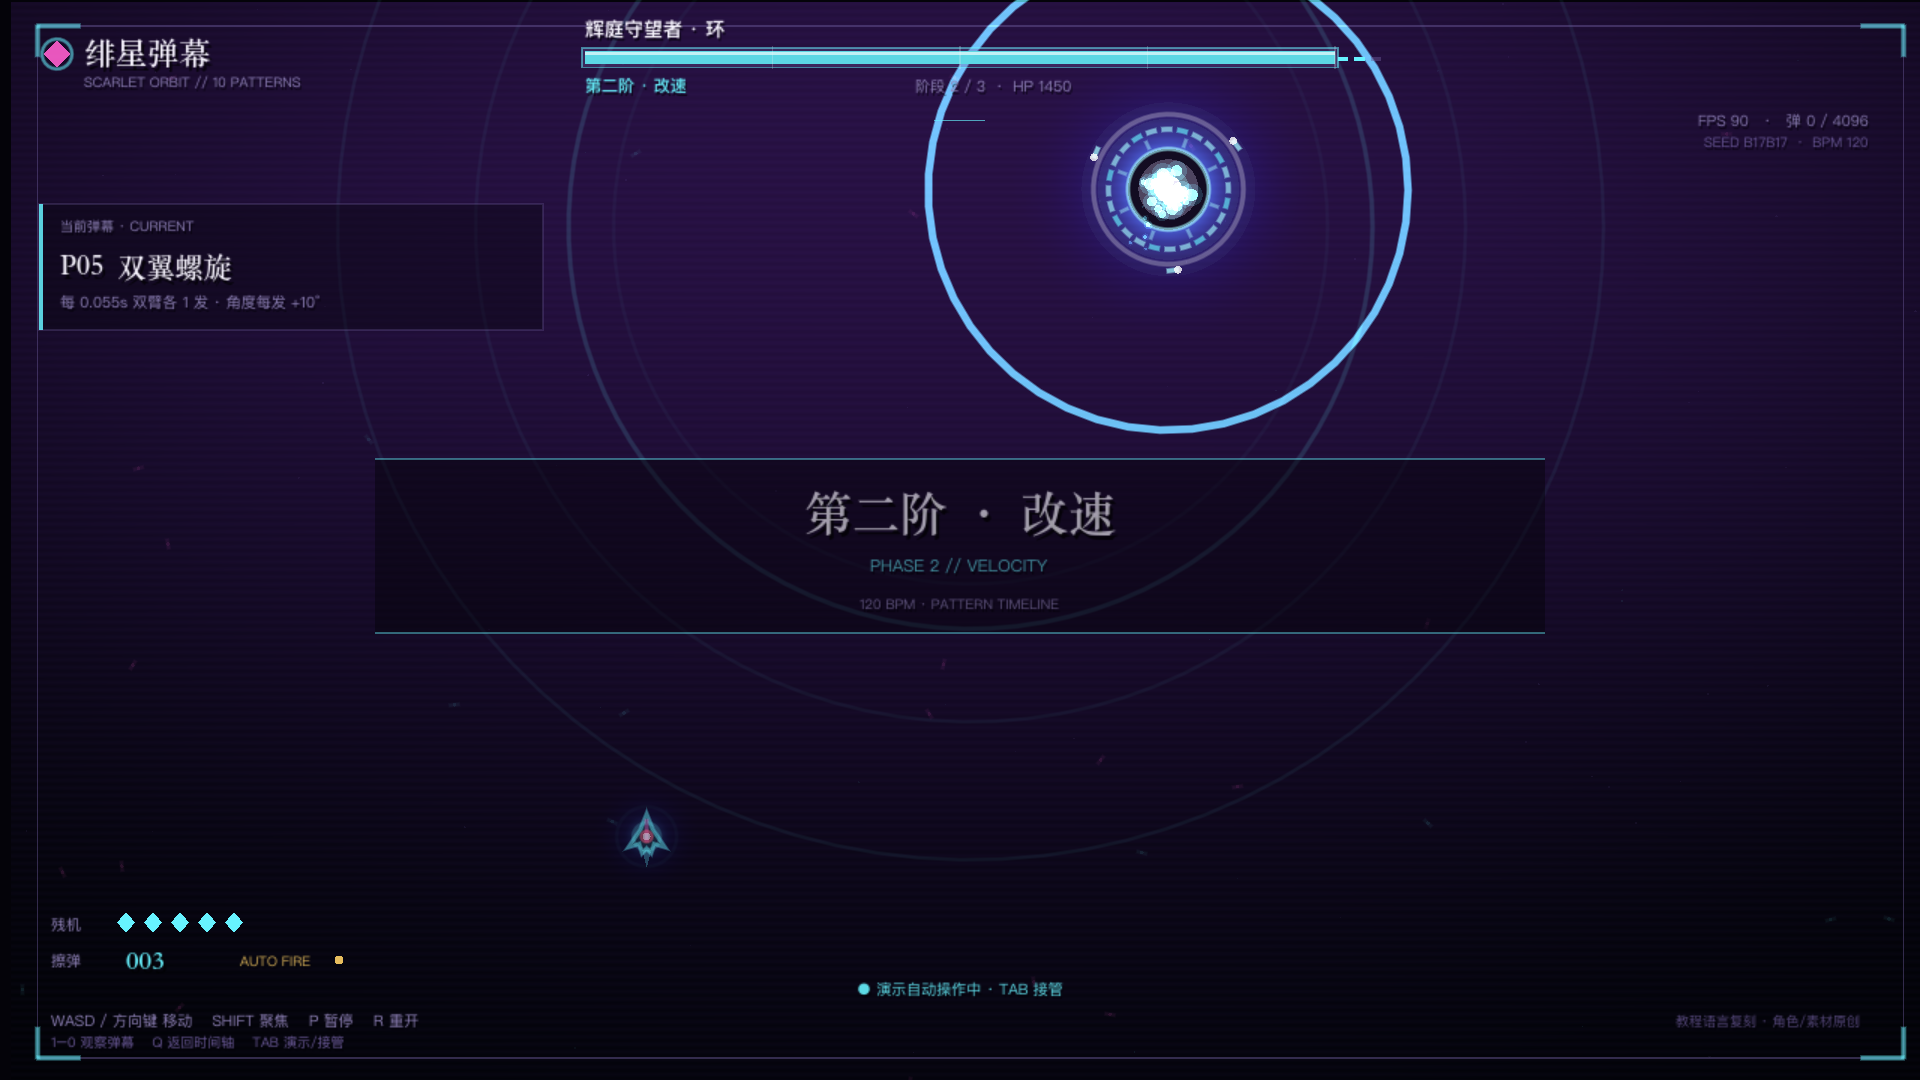 辉庭守望者 · 环
绯星弹幕
SCARLET ORBIT // 10 PATTERNS
第二阶 · 改速
阶段 2 / 3 · HP 1450
FPS 90 · 弹 0 / 4096
SEED B17B17 · BPM 120
当前弹幕 · CURRENT
P05 双翼螺旋
每 0.055s 双臂各 1 发 · 角度每发 +10°
第二阶 · 改速
PHASE 2 // VELOCITY
120 BPM · PATTERN TIMELINE
残机
擦弹 003 AUTO FIRE
演示自动操作中 · TAB 接管
WASD / 方向键 移动 SHIFT 聚焦 P 暂停 R 重开
1—0 观察弹幕 Q 返回时间轴 TAB 演示/接管
教程语言复刻 · 角色/素材原创